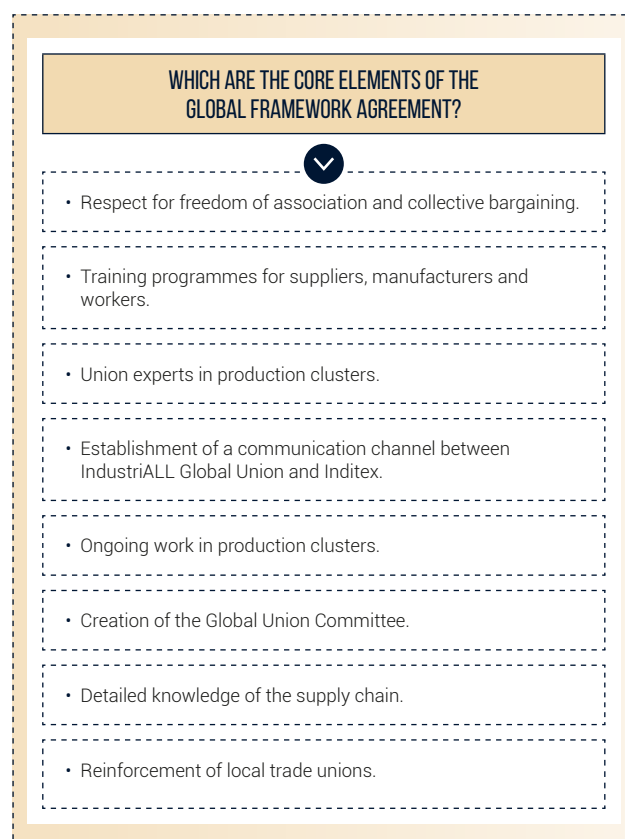 WHICH ARE THE CORE ELEMENTS OF THE
GLOBAL FRAMEWORK AGREEMENT?
• Respect for freedom of association and collective bargaining.
• Training programmes for suppliers, manufacturers and
workers.
• Union experts in production clusters.
• Establishment of a communication channel between
IndustriALL Global Union and Inditex.
• Ongoing work in production clusters.
• Creation of the Global Union Committee.
• Detailed knowledge of the supply chain.
• Reinforcement of local trade unions.